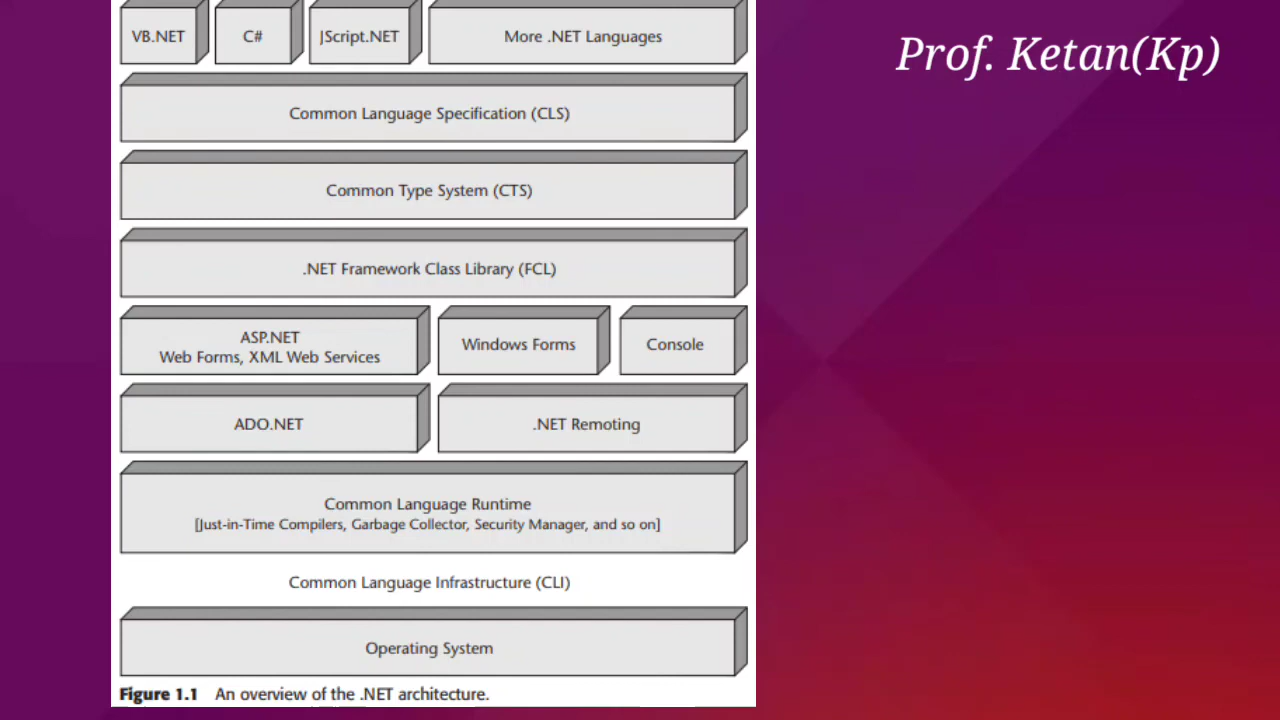 VB.NET C# JScript.NET More .NET Languages
Prof. Ketan(Kp)
Common Language Specification (CLS)
Common Type System (CTS)
.NET Framework Class Library (FCL)
ASP.NET
Web Forms, XML Web Services
Windows Forms
Console
ADO.NET
.NET Remoting
Common Language Runtime
[Just-in-Time Compilers, Garbage Collector, Security Manager, and so on]
Common Language Infrastructure (CLI)
Operating System
Figure 1.1 An overview of the .NET architecture.